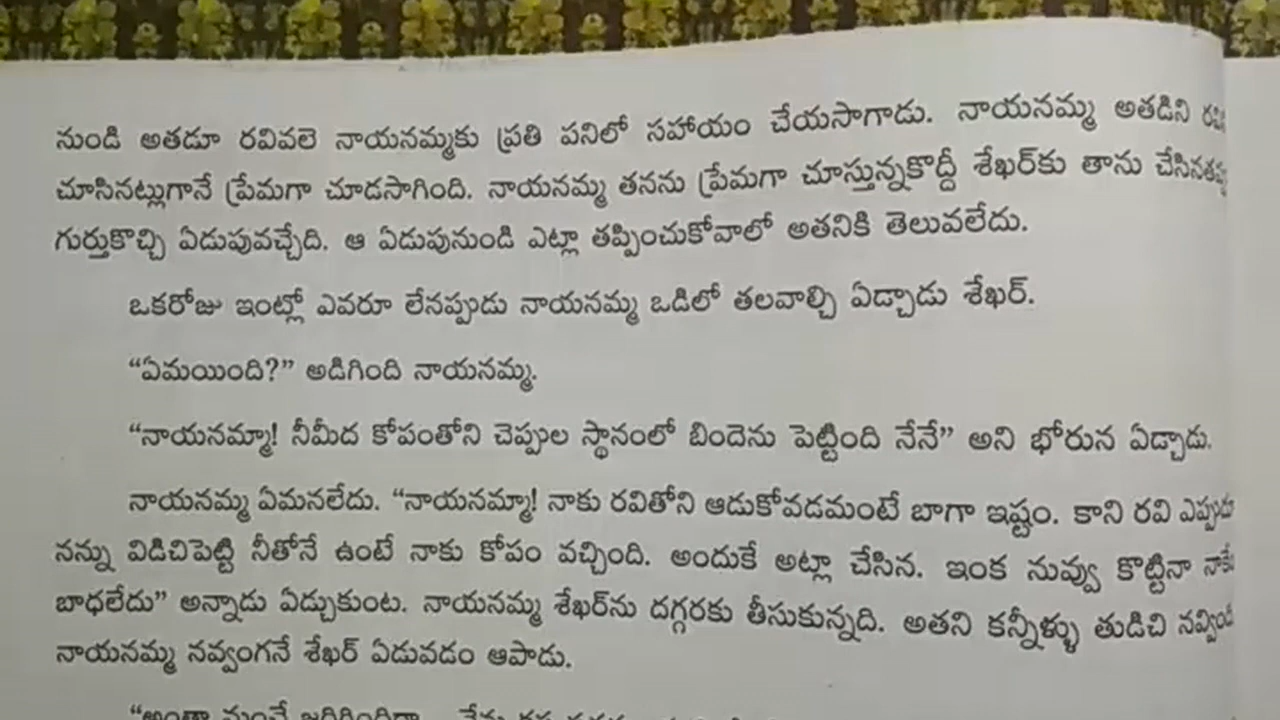 నుండి అతడూ రవివలె నాయనమ్మకు ప్రతి పనిలో సహాయం చేయసాగాడు. నాయనమ్మ అతడిని
చూసినట్లుగానే ప్రేమగా చూడసాగింది. నాయనమ్మ తనను ప్రేమగా చూస్తున్నకొద్దీ శేఖర్‌కు తాను చేసినతప్పు
గుర్తుకొచ్చి ఏడుపువచ్చేది. ఆ ఏడుపునుండి ఎట్లా తప్పించుకోవాలో అతనికి తెలువలేదు.
ఒకరోజు ఇంట్లో ఎవరూ లేనప్పుడు నాయనమ్మ ఒడిలో తలవాల్చి ఏడ్చాడు శేఖర్.
“ఏమయింది?” అడిగింది నాయనమ్మ.
“నాయనమ్మా! నీమీద కోపంతోని చెప్పుల స్థానంలో బిందెను పెట్టింది నేనే” అని భోరున ఏడ్చాడు.
నాయనమ్మ ఏమనలేదు. “నాయనమ్మా! నాకు రవితోని ఆడుకోవడమంటే బాగా ఇష్టం. కాని రవి ఎప్పుడూ
నన్ను విడిచిపెట్టి నీతోనే ఉంటే నాకు కోపం వచ్చింది. అందుకే అట్లా చేసిన. ఇంక నువ్వు కొట్టినా నాకేం
బాధలేదు” అన్నాడు ఏడ్చుకుంట. నాయనమ్మ శేఖర్‌ను దగ్గరకు తీసుకున్నది. అతని కన్నీళ్ళు తుడిచి నవ్వింది
నాయనమ్మ నవ్వంగనే శేఖర్ ఏడువడం ఆపాడు.